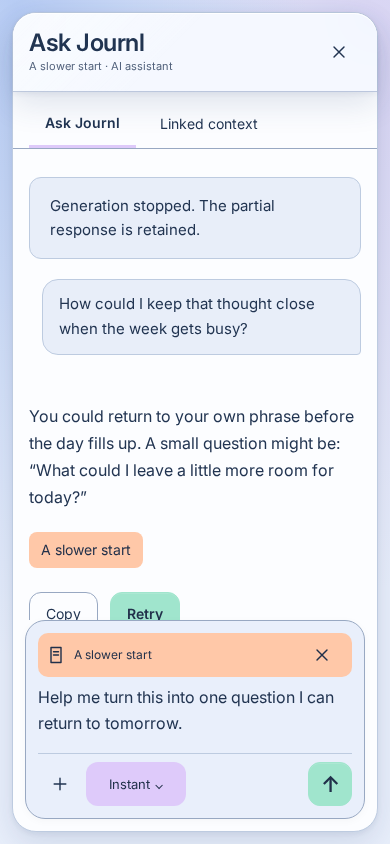 Ask Journl
A slower start · AI assistant
Ask Journl
Linked context
Generation stopped. The partial
response is retained.
How could I keep that thought close
when the week gets busy?
You could return to your own phrase before
the day fills up. A small question might be:
“What could I leave a little more room for
today?”
A slower start
Copy
Retry
A slower start
Help me turn this into one question I can
return to tomorrow.
Instant